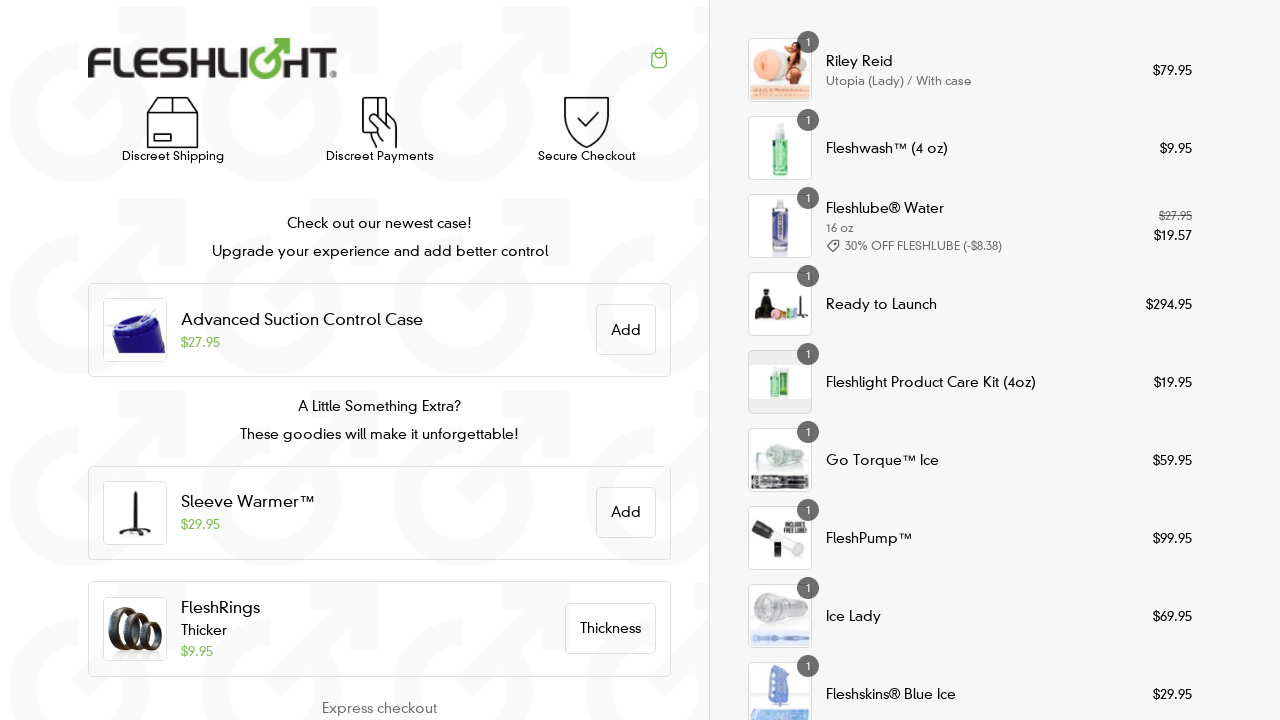 FLESHLIGHT®
Discreet Shipping
Discreet Payments
Secure Checkout
Check out our newest case!
Upgrade your experience and add better control
Advanced Suction Control Case
$27.95
Add
A Little Something Extra?
These goodies will make it unforgettable!
Sleeve Warmer™
$29.95
Add
FleshRings
Thicker
$9.95
Thickness
Express checkout
1
Riley Reid
Utopia (Lady) / With case
$79.95
1
Fleshwash™ (4 oz)
$9.95
1
Fleshlube® Water
16 oz
30% OFF FLESHLUBE (-$8.38)
$27.95
$19.57
1
Ready to Launch
$294.95
1
Fleshlight Product Care Kit (4oz)
$19.95
1
Go Torque™ Ice
$59.95
1
INCLUDES
FREE LUBE!
FleshPump™
$99.95
1
Ice Lady
$69.95
1
Fleshskins® Blue Ice
$29.95